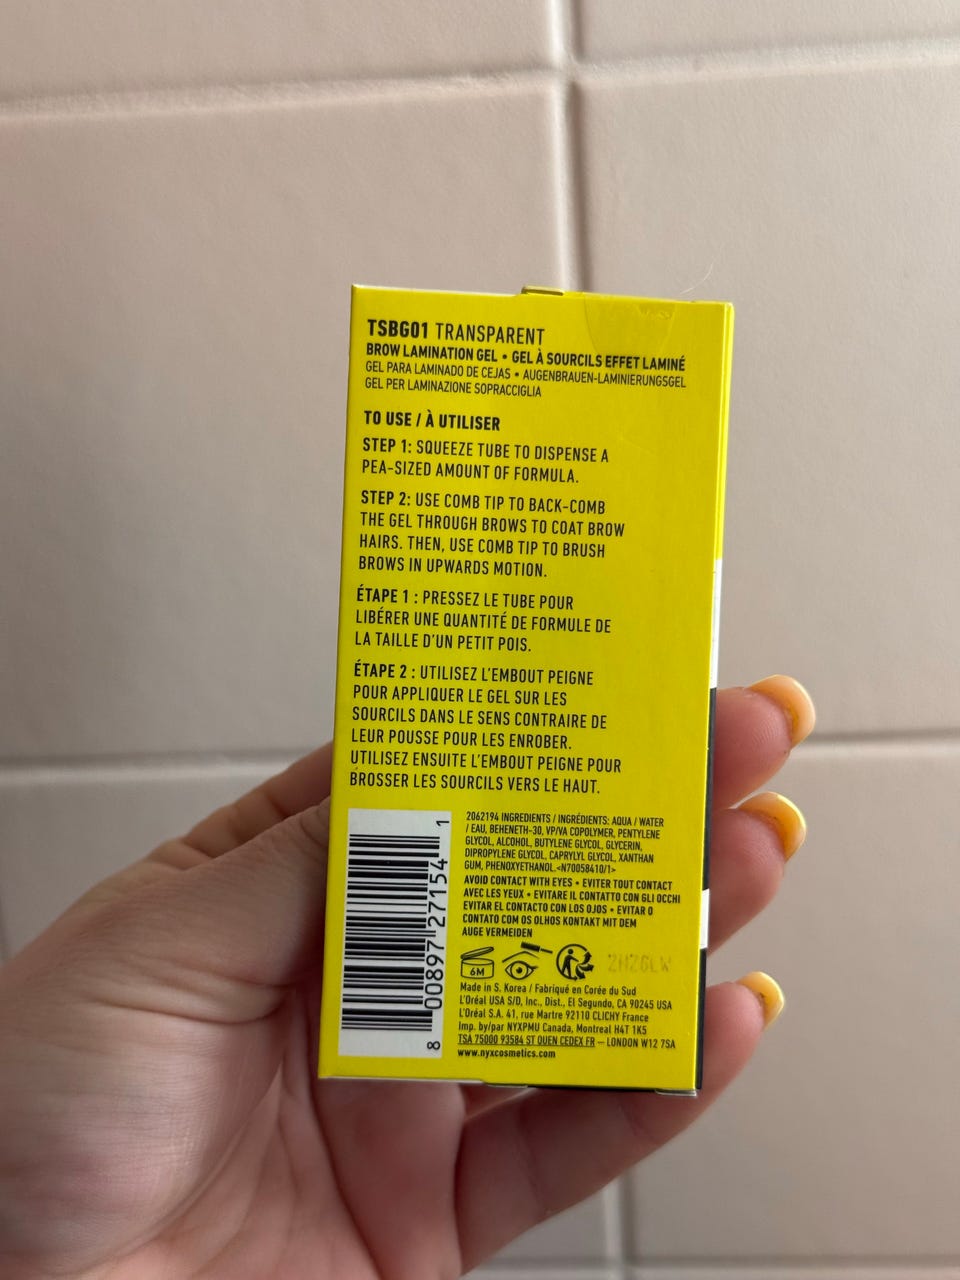 TSBG01 TRANSPARENT
BROW LAMINATION GEL • GEL À SOURCILS EFFET LAMINÉ
GEL PARA LAMINADO DE CEJAS • AUGENBRAUEN-LAMINIERUNGSGEL
GEL PER LAMINAZIONE SOPRACCIGLIA
TO USE / À UTILISER
STEP 1: SQUEEZE TUBE TO DISPENSE A
PEA-SIZED AMOUNT OF FORMULA.
STEP 2: USE COMB TIP TO BACK-COMB
THE GEL THROUGH BROWS TO COAT BROW
HAIRS. THEN, USE COMB TIP TO BRUSH
BROWS IN UPWARDS MOTION.
ÉTAPE 1 : PRESSEZ LE TUBE POUR
LIBÉRER UNE QUANTITÉ DE FORMULE DE
LA TAILLE D'UN PETIT POIS.
ÉTAPE 2 : UTILISEZ L'EMBOUT PEIGNE
POUR APPLIQUER LE GEL SUR LES
SOURCILS DANS LE SENS CONTRAIRE DE
LEUR POUSSE POUR LES ENROBER.
UTILISEZ ENSUITE L'EMBOUT PEIGNE POUR
BROSSER LES SOURCILS VERS LE HAUT.
8 00897 27154 1
2062194 INGREDIENTS / INGRÉDIENTS: AQUA / WATER
/ EAU, BEHENETH-30, VP/VA COPOLYMER, PENTYLENE
GLYCOL, ALCOHOL, BUTYLENE GLYCOL, GLYCERIN,
DIPROPYLENE GLYCOL, CAPRYLYL GLYCOL, XANTHAN
GUM, PHENOXYETHANOL.<N70058410/1>
AVOID CONTACT WITH EYES • EVITER TOUT CONTACT
AVEC LES YEUX • EVITARE IL CONTATTO CON GLI OCCHI
EVITAR EL CONTACTO CON LOS OJOS • EVITAR O
CONTATO COM OS OLHOS KONTAKT MIT DEM
AUGE VERMEIDEN
6M
Made in S. Korea / Fabriqué en Corée du Sud
L'Oréal USA S/D, Inc., Dist., El Segundo, CA 90245 USA
L'Oréal S.A. 41, rue Martre 92110 CLICHY France
Imp. by/par NYXPMU Canada, Montreal H4T 1K5
TSA 75000 93584 ST OUEN CEDEX FR – LONDON W12 7SA
www.nyxcosmetics.com